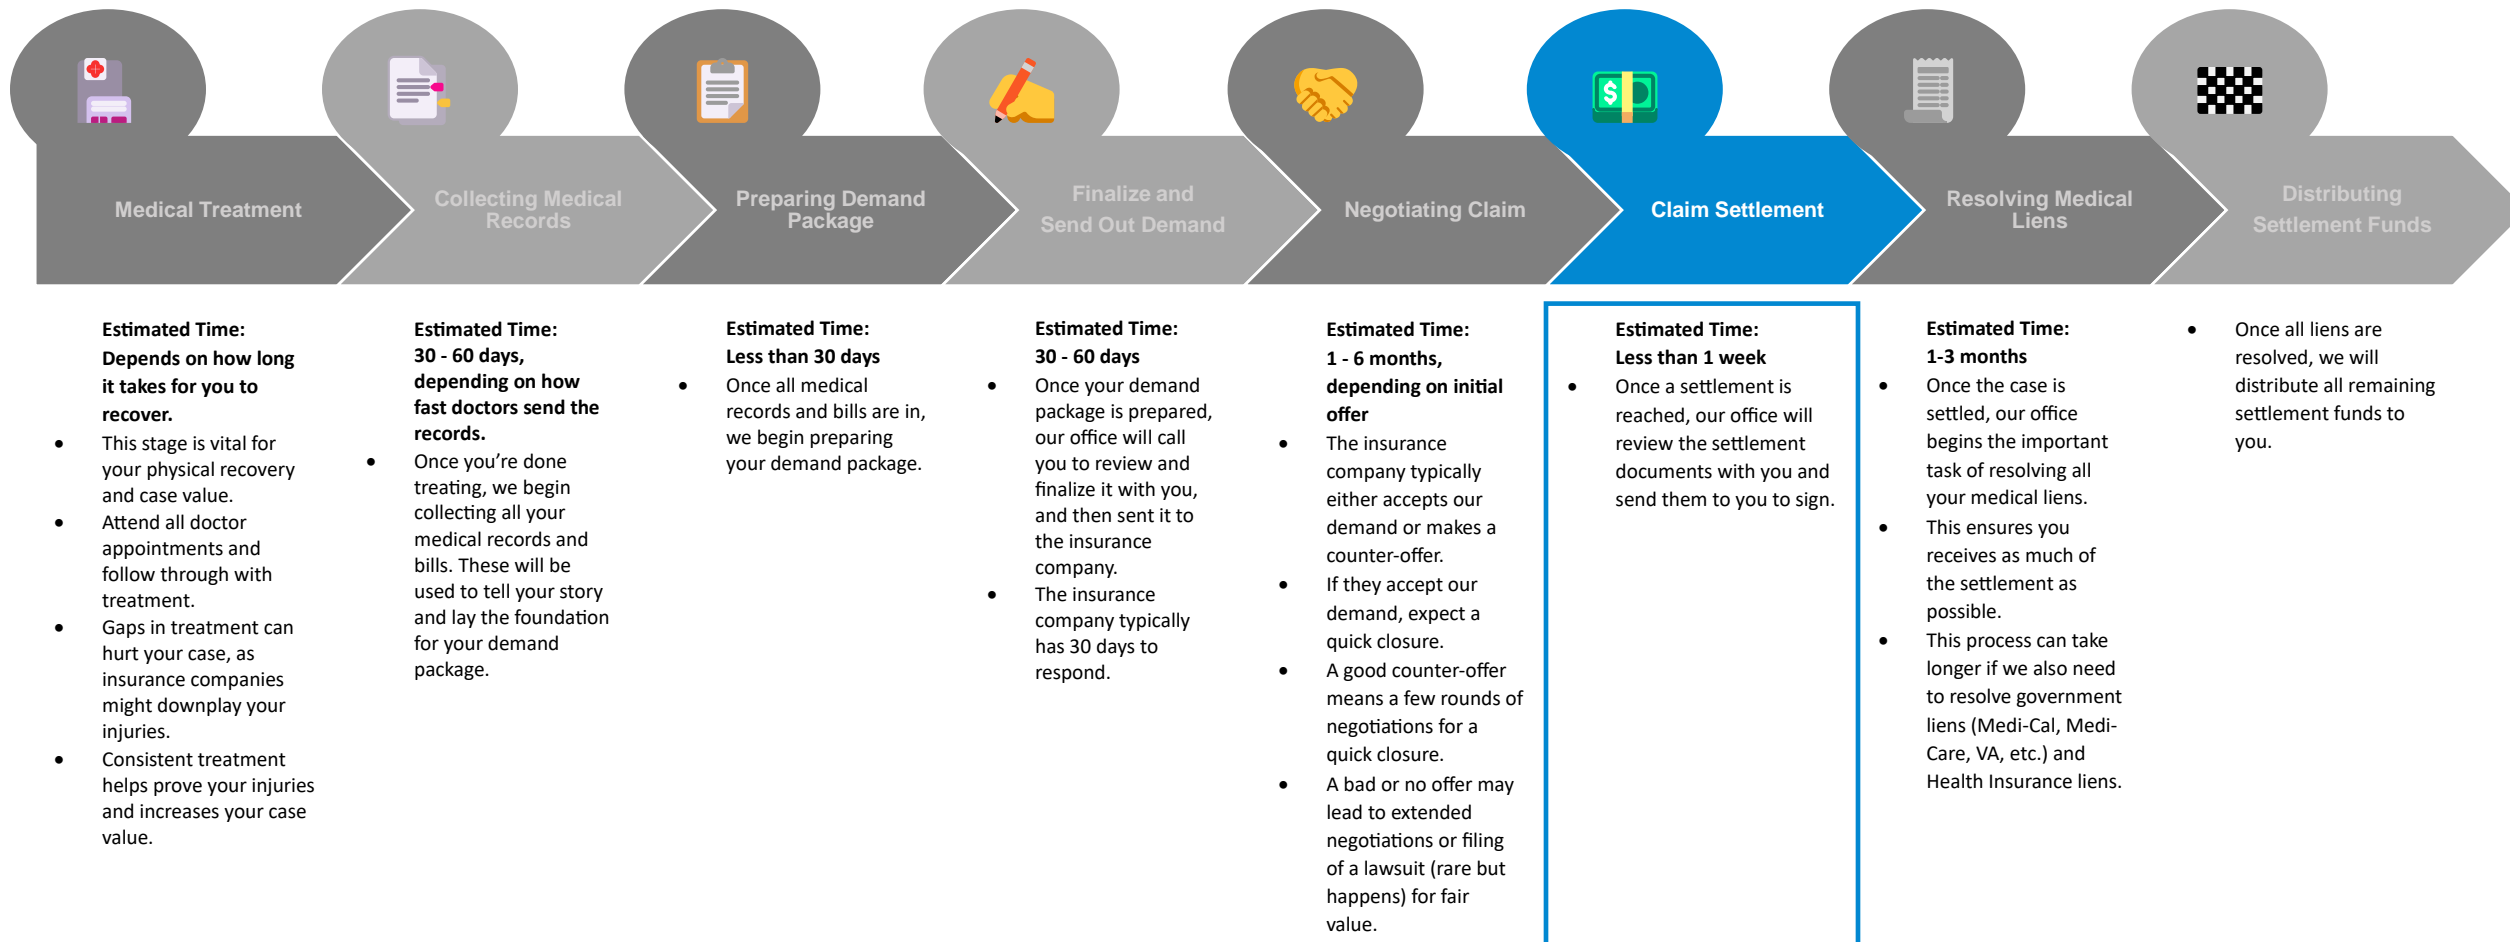 Medical Treatment
Collecting Medical
Records
Preparing Demand
Package
Finalize and
Send Out Demand
Negotiating Claim
Claim Settlement
Resolving Medical
Liens
Distributing
Settlement Funds
Estimated Time:
Depends on how long
it takes for you to
recover.
• This stage is vital for
your physical recovery
and case value.
• Attend all doctor
appointments and
follow through with
treatment.
• Gaps in treatment can
hurt your case, as
insurance companies
might downplay your
injuries.
• Consistent treatment
helps prove your injuries
and increases your case
value.
Estimated Time:
30 - 60 days,
depending on how
fast doctors send the
records.
• Once you’re done
treating, we begin
collecting all your
medical records and
bills. These will be
used to tell your story
and lay the foundation
for your demand
package.
Estimated Time:
Less than 30 days
• Once all medical
records and bills are in,
we begin preparing
your demand package.
Estimated Time:
30 - 60 days
• Once your demand
package is prepared,
our office will call
you to review and
finalize it with you,
and then sent it to
the insurance
company.
• The insurance
company typically
has 30 days to
respond.
Estimated Time:
1 - 6 months,
depending on initial
offer
• The insurance
company typically
either accepts our
demand or makes a
counter-offer.
• If they accept our
demand, expect a
quick closure.
• A good counter-offer
means a few rounds of
negotiations for a
quick closure.
• A bad or no offer may
lead to extended
negotiations or filing
of a lawsuit (rare but
happens) for fair
value.
Estimated Time:
Less than 1 week
• Once a settlement is
reached, our office will
review the settlement
documents with you and
send them to you to sign.
Estimated Time:
1-3 months
• Once the case is
settled, our office
begins the important
task of resolving all
your medical liens.
• This ensures you
receives as much of
the settlement as
possible.
• This process can take
longer if we also need
to resolve government
liens (Medi-Cal, Medi-
Care, VA, etc.) and
Health Insurance liens.
• Once all liens are
resolved, we will
distribute all remaining
settlement funds to
you.